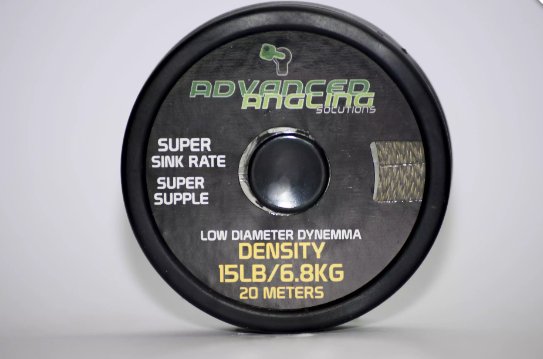 ADVANCED
ANGLING
SOLUTIONS
SUPER
SINK RATE
SUPER
SUPPLE
LOW DIAMETER DYNEMMA
DENSITY
15LB/6.8KG
20 METERS